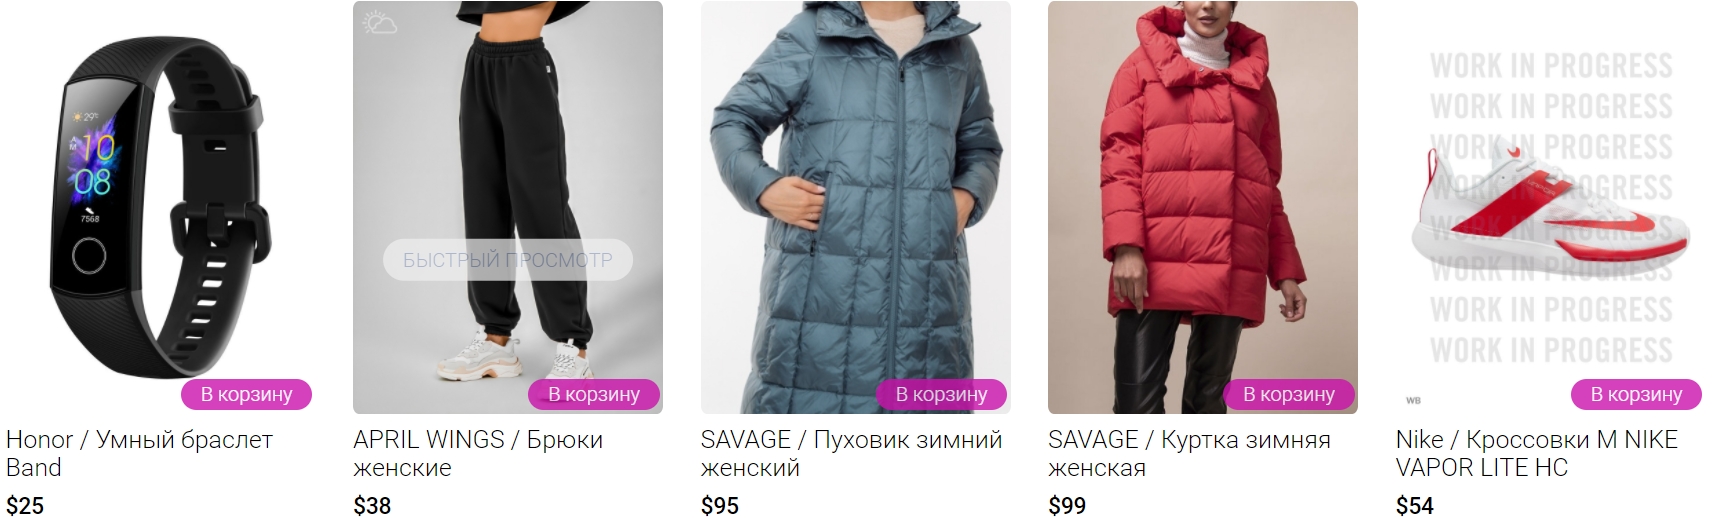 29°
AM
10
08
7568
В корзину
Honor / Умный браслет
Band
$25
БЫСТРЫЙ ПРОСМОТР
В корзину
APRIL WINGS / Брюки
женские
$38
В корзину
SAVAGE / Пуховик зимний
женский
$95
В корзину
SAVAGE / Куртка зимняя
женская
$99
WORK IN PROGRESS
WORK IN PROGRESS
WORK IN PROGRESS
WORK IN PROGRESS
WORK IN PROGRESS
WORK IN PROGRESS
WORK IN PROGRESS
WORK IN PROGRESS
WB
В корзину
Nike / Кроссовки M NIKE
VAPOR LITE HC
$54